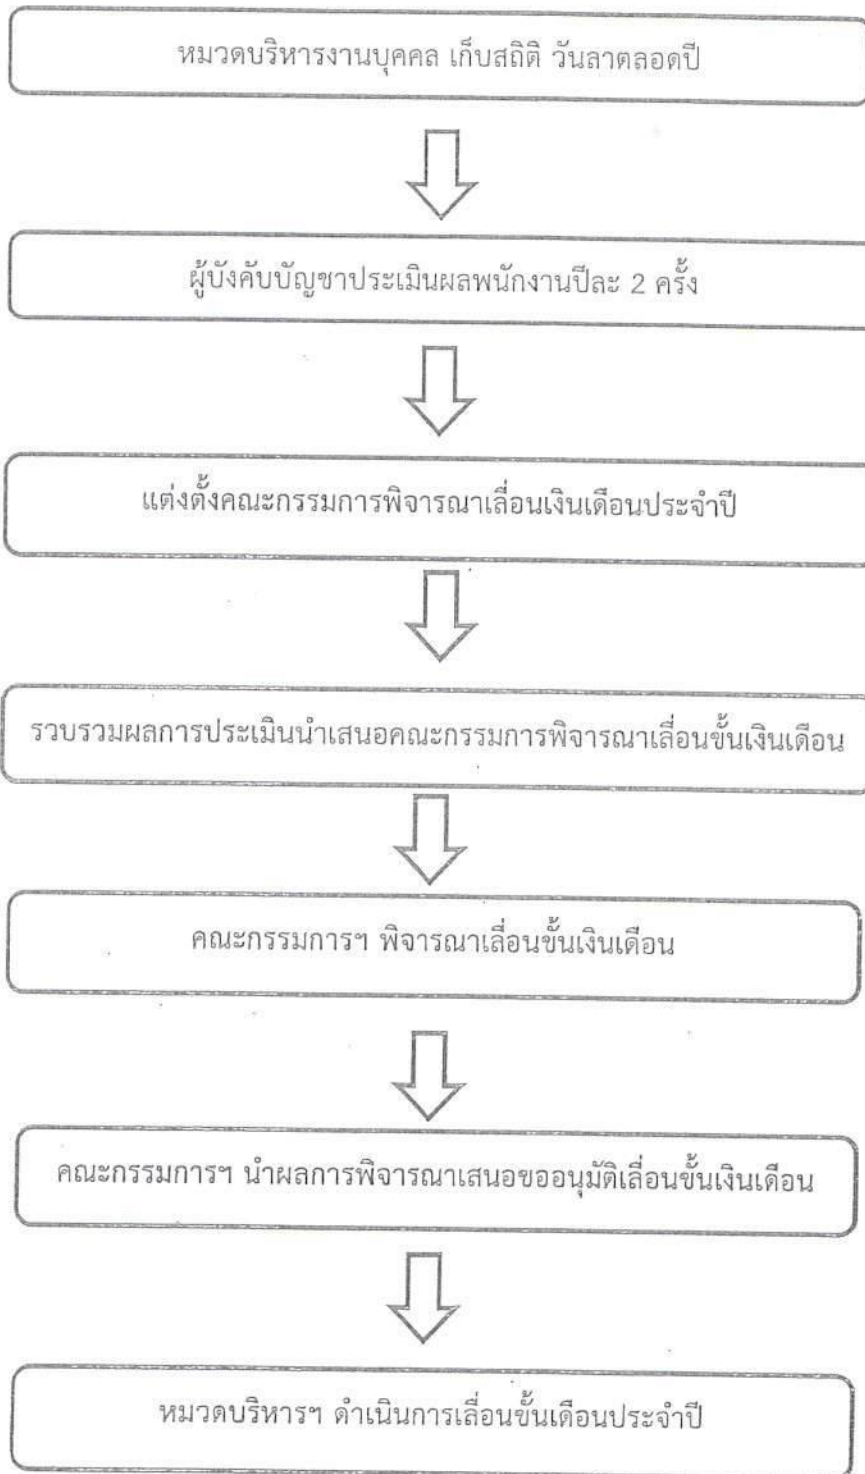 หมวดบริหารงานบุคคล เก็บสถิติ วันลาตลอดปี
ผู้บังคับบัญชาประเมินผลพนักงานปีละ 2 ครั้ง
แต่งตั้งคณะกรรมการพิจารณาเลื่อนเงินเดือนประจำปี
รวบรวมผลการประเมินนำเสนอคณะกรรมการพิจารณาเลื่อนขั้นเงินเดือน
คณะกรรมการฯ พิจารณาเลื่อนขั้นเงินเดือน
คณะกรรมการฯ นำผลการพิจารณาเสนอขออนุมัติเลื่อนขั้นเงินเดือน
หมวดบริหารฯ ดำเนินการเลื่อนขั้นเดือนประจำปี